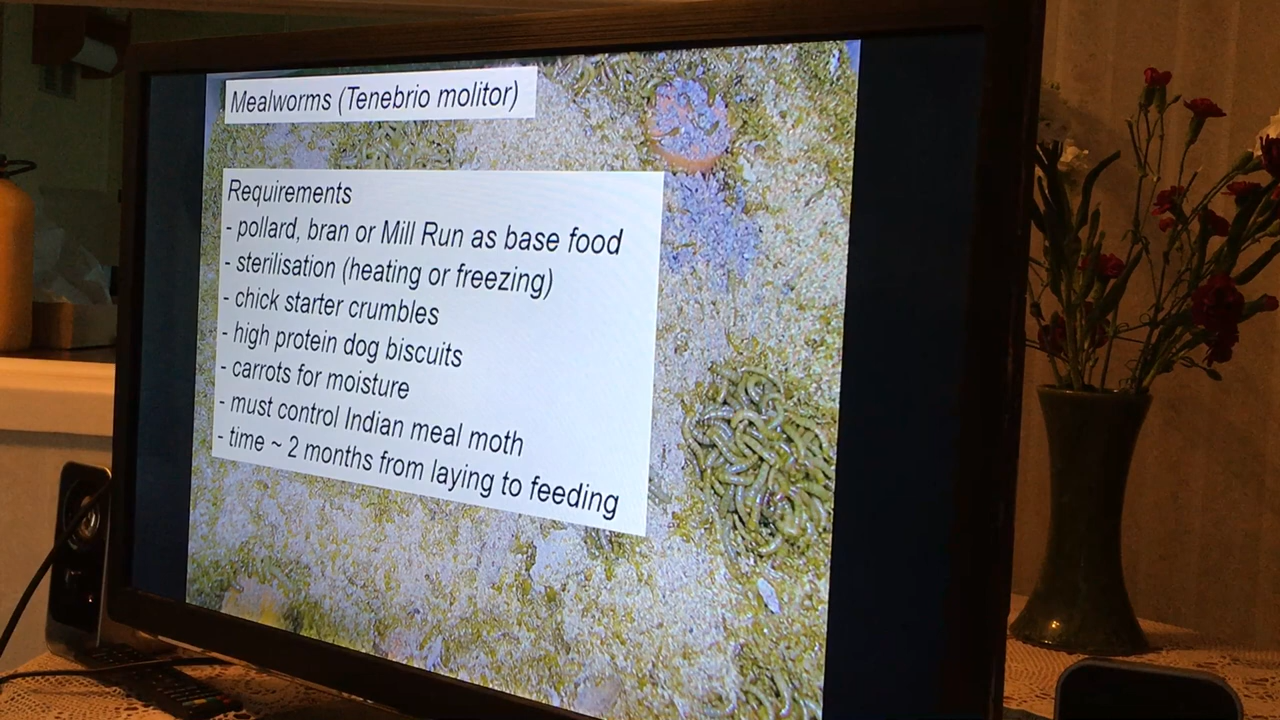 Mealworms (Tenebrio molitor)
Requirements
- pollard, bran or Mill Run as base food
- sterilisation (heating or freezing)
- chick starter crumbles
- high protein dog biscuits
- carrots for moisture
- must control Indian meal moth
- time ~ 2 months from laying to feeding